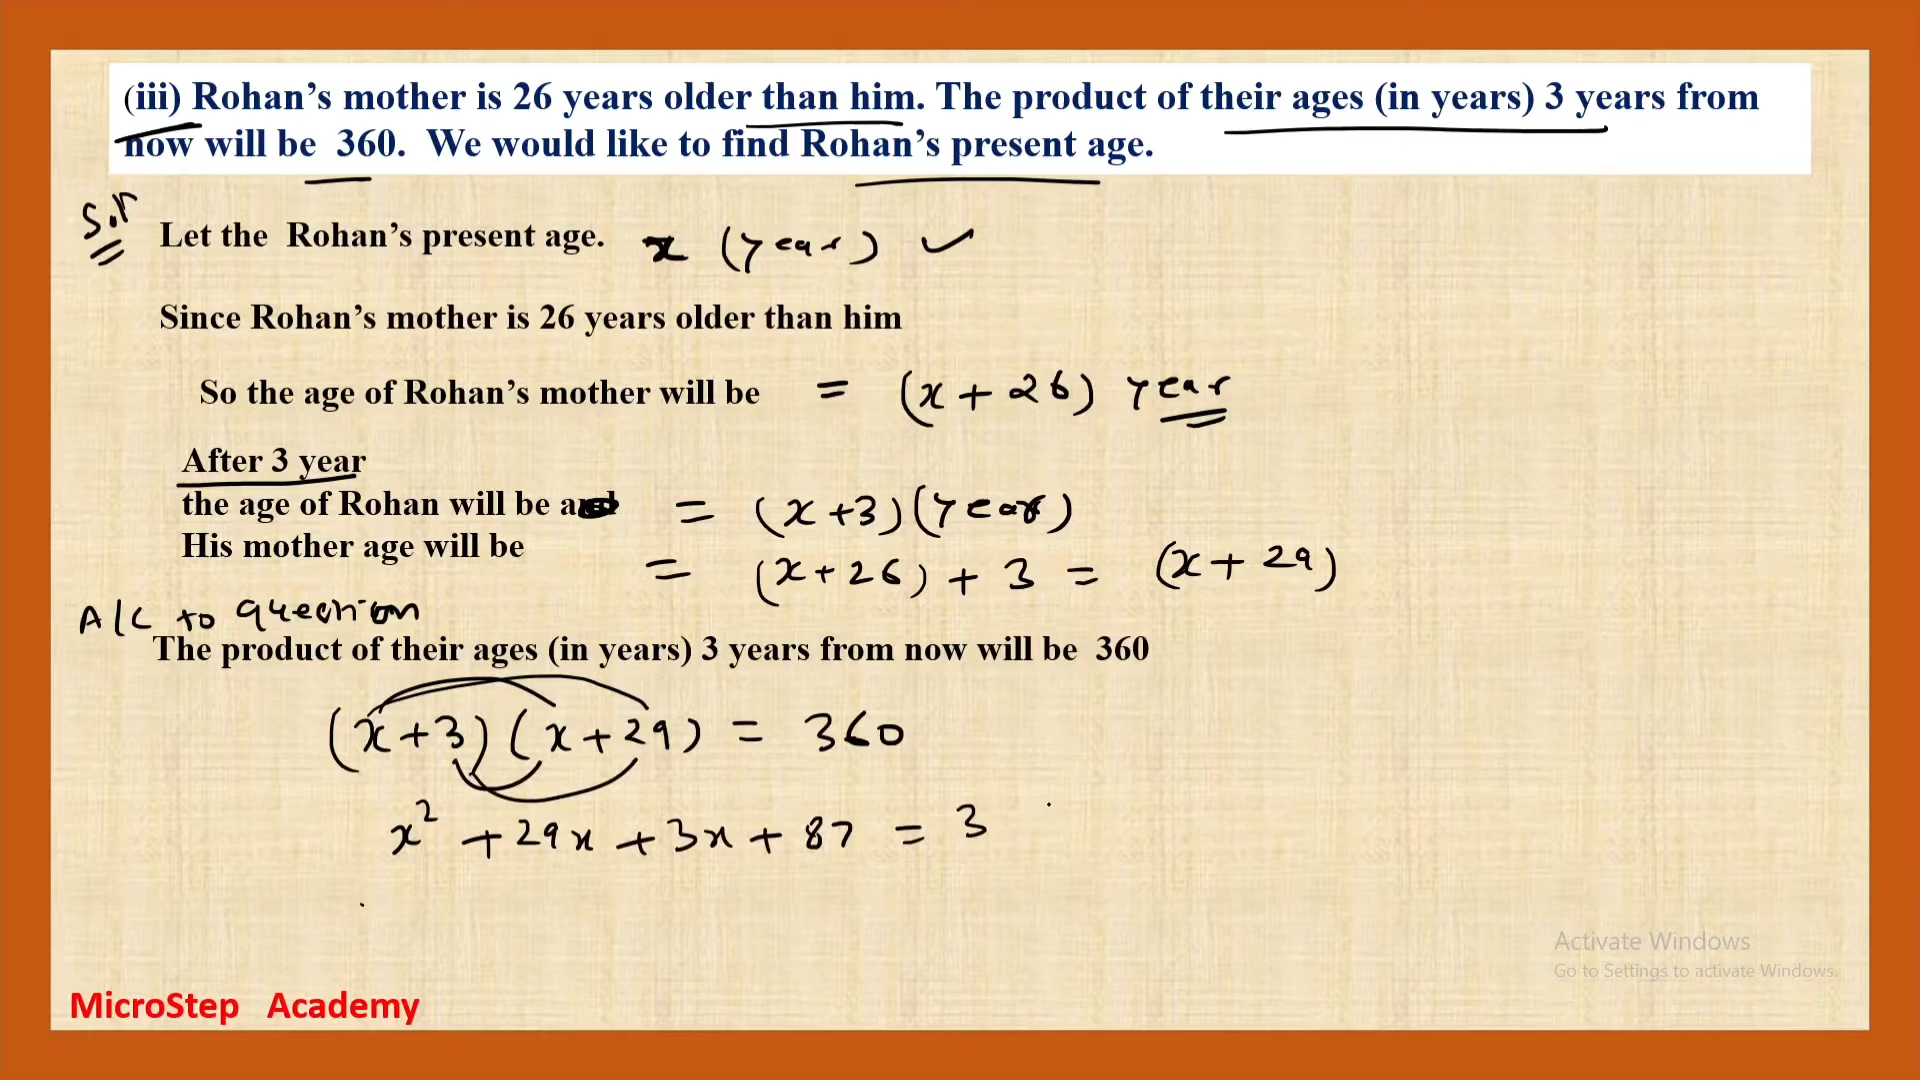 (iii) Rohan’s mother is 26 years older than him. The product of their ages (in years) 3 years from
now will be 360. We would like to find Rohan’s present age.
Let the Rohan’s present age. x (year) ✓
Since Rohan’s mother is 26 years older than him
So the age of Rohan’s mother will be = (x + 26) year
After 3 year
the age of Rohan will be = (x+3)(year)
His mother age will be = (x+26) + 3 = (x + 29)
A/C to question
The product of their ages (in years) 3 years from now will be 360
(x+3)(x+29) = 360
x² + 29x + 3x + 87 = 3
Activate Windows
Go to Settings to activate Windows.
MicroStep Academy